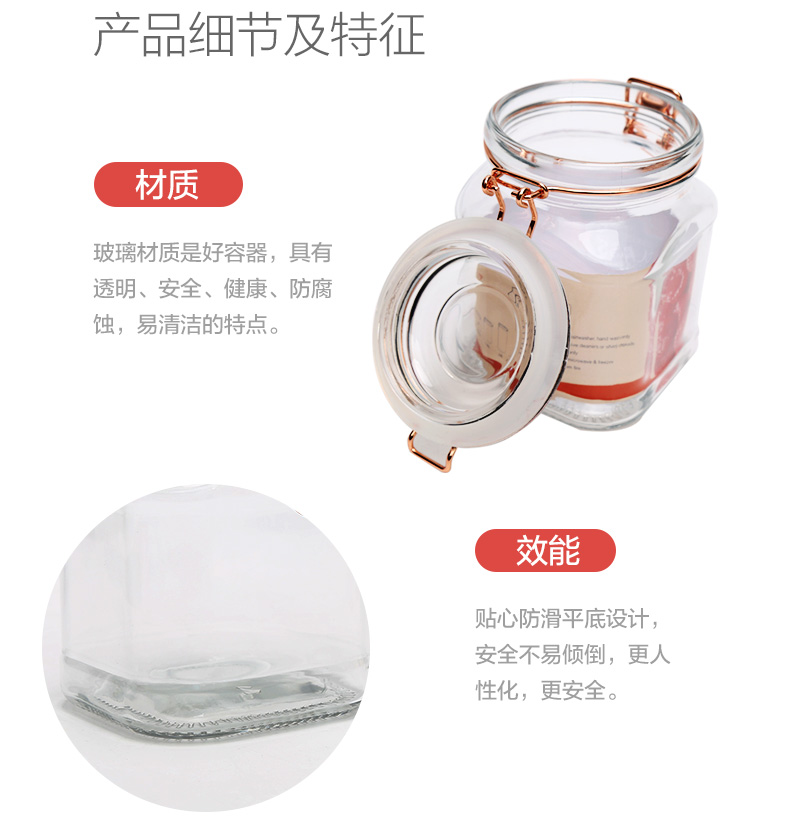 产品细节及特征
材质
玻璃材质是好容器，具有
透明、安全、健康、防腐
蚀，易清洁的特点。
效能
贴心防滑平底设计，
安全不易倾倒，更人
性化，更安全。